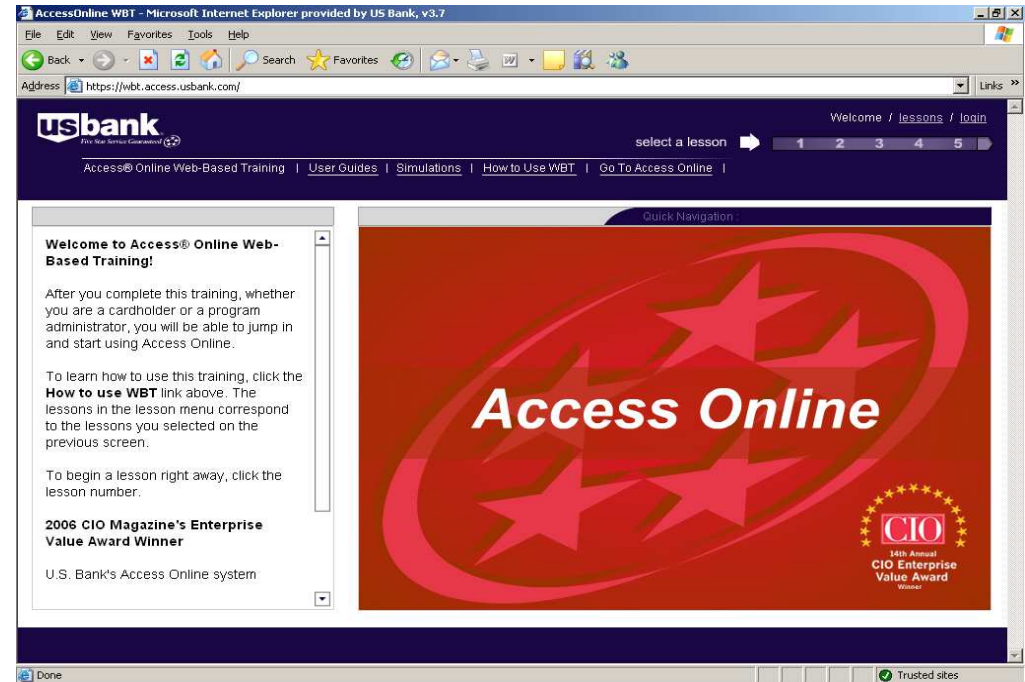 AccessOnline WBT - Microsoft Internet Explorer provided by US Bank, v3.7
File Edit View Favorites Tools Help
Back Search Favorites
Address https://wbt.access.usbank.com/ Links »
Welcome / lessons / login
usbank
Five Star Service Guaranteed
select a lesson 1 2 3 4 5
Access® Online Web-Based Training | User Guides | Simulations | How to Use WBT | Go To Access Online |
Quick Navigation :
Welcome to Access® Online Web-
Based Training!
After you complete this training, whether
you are a cardholder or a program
administrator, you will be able to jump in
and start using Access Online.
To learn how to use this training, click the
How to use WBT link above. The
lessons in the lesson menu correspond
to the lessons you selected on the
previous screen.
To begin a lesson right away, click the
lesson number.
2006 CIO Magazine's Enterprise
Value Award Winner
U.S. Bank's Access Online system
Access Online
CIO
14th Annual
CIO Enterprise
Value Award
Winner
Done Trusted sites